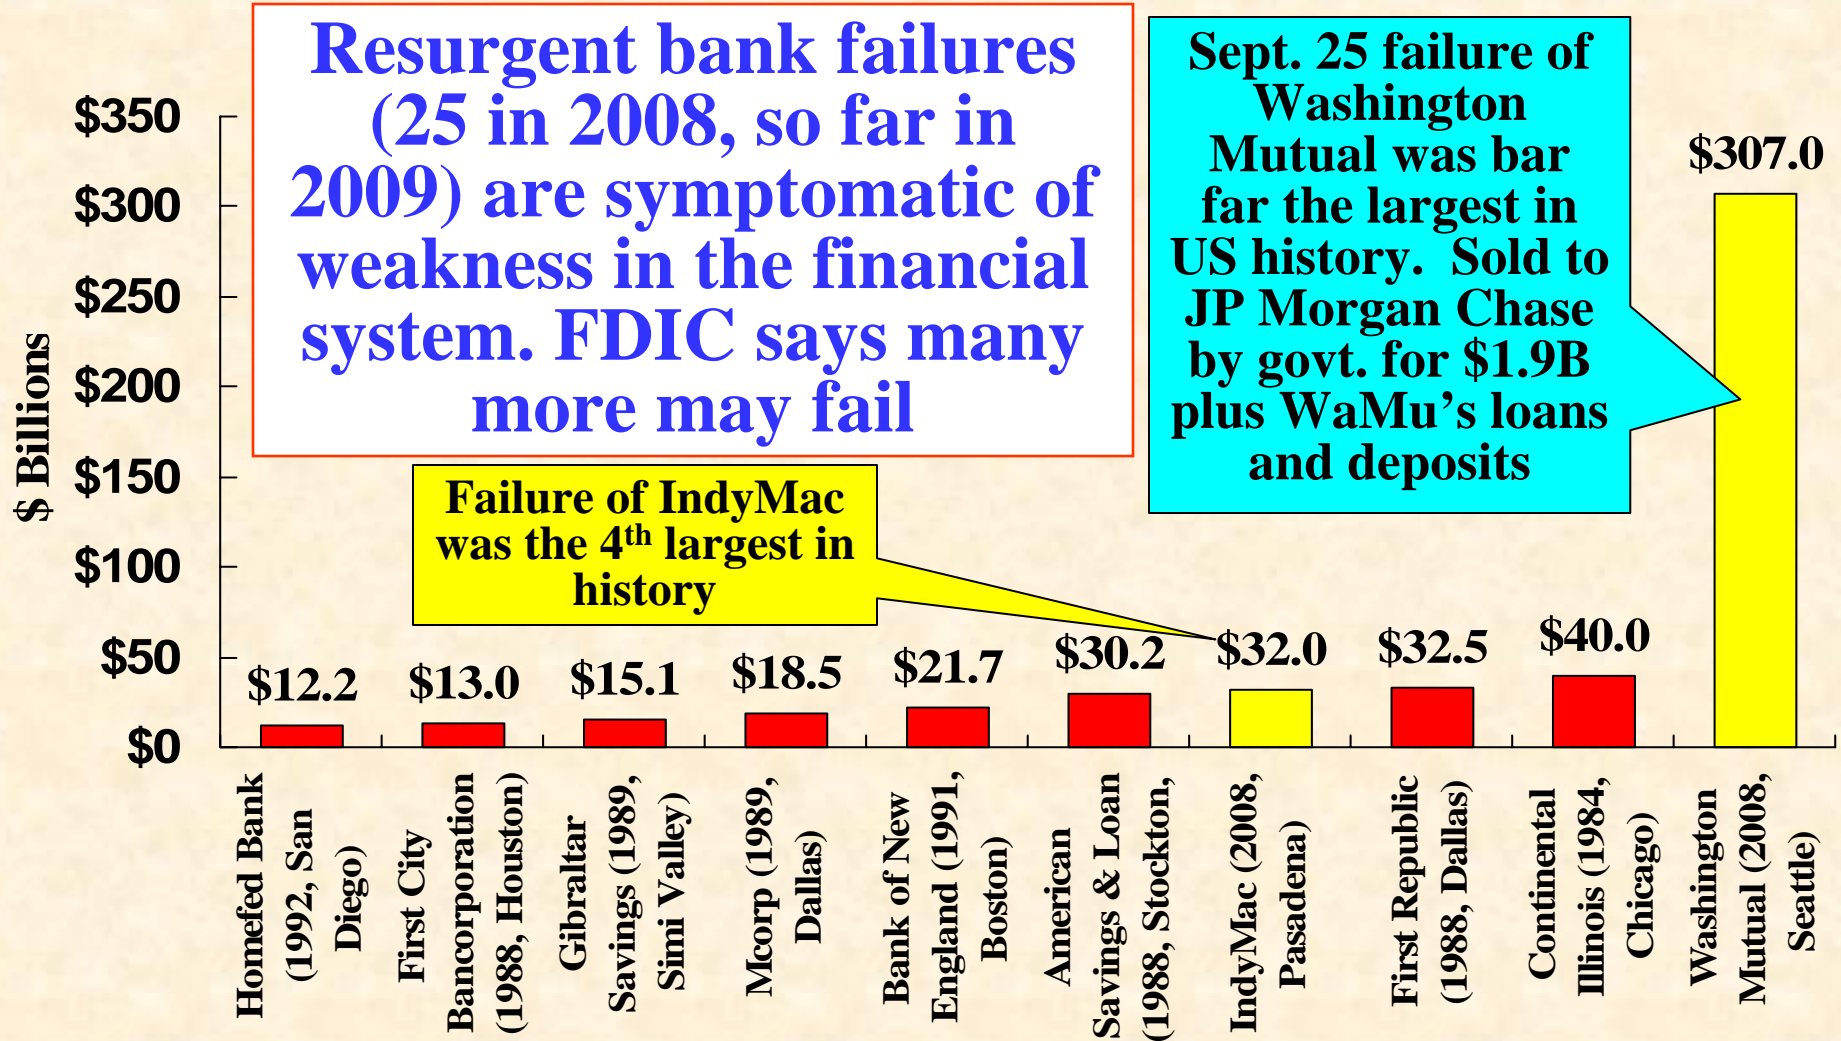 Resurgent bank failures
(25 in 2008, so far in
2009) are symptomatic of
weakness in the financial
system. FDIC says many
more may fail
Sept. 25 failure of
Washington
Mutual was bar
far the largest in
US history.  Sold to
JP Morgan Chase
by govt. for $1.9B
plus WaMu’s loans
and deposits
Failure of IndyMac
was the 4th largest in
history
$ Billions
$350
$300
$250
$200
$150
$100
$50
$0
$12.2
$13.0
$15.1
$18.5
$21.7
$30.2
$32.0
$32.5
$40.0
$307.0
Homefed Bank
(1992, San
Diego)
First City
Bancorporation
(1988, Houston)
Gibraltar
Savings (1989,
Simi Valley)
Mcorp (1989,
Dallas)
Bank of New
England (1991,
Boston)
American
Savings & Loan
(1988, Stockton,
IndyMac (2008,
Pasadena)
First Republic
(1988, Dallas)
Continental
Illinois (1984,
Chicago)
Washington
Mutual (2008,
Seattle)